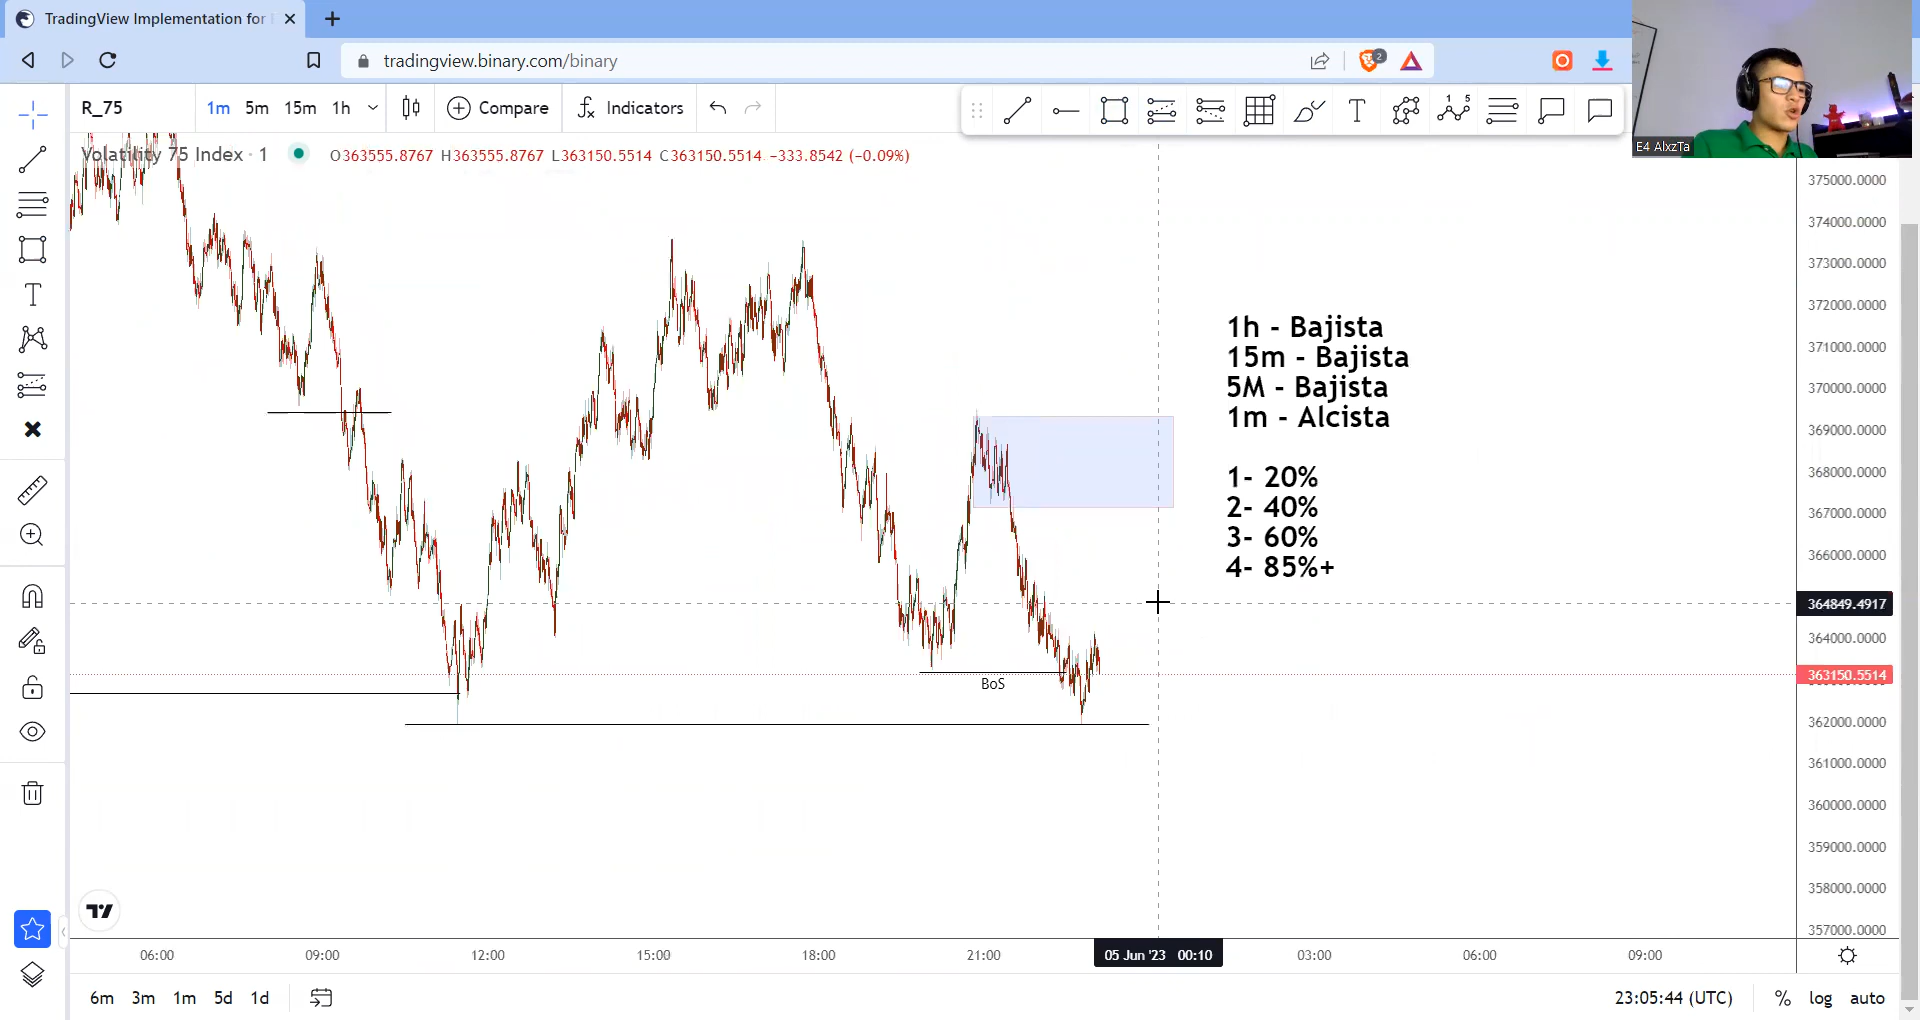 TradingView Implementation for
tradingview.binary.com/binary
2
E4 AlxzTa
R_75
1m
5m
15m
1h
Compare
Indicators
Volatility 75 Index · 1
O363555.8767 H363555.8767 L363150.5514 C363150.5514 −333.8542 (−0.09%)
1h - Bajista
15m - Bajista
5M - Bajista
1m - Alcista
1- 20%
2- 40%
3- 60%
4- 85%+
BoS
375000.0000
374000.0000
373000.0000
372000.0000
371000.0000
370000.0000
369000.0000
368000.0000
367000.0000
366000.0000
364849.4917
364000.0000
363150.5514
362000.0000
361000.0000
360000.0000
359000.0000
358000.0000
357000.0000
06:00
09:00
12:00
15:00
18:00
21:00
05 Jun '23 00:10
03:00
06:00
09:00
6m
3m
1m
5d
1d
23:05:44 (UTC)
%
log
auto